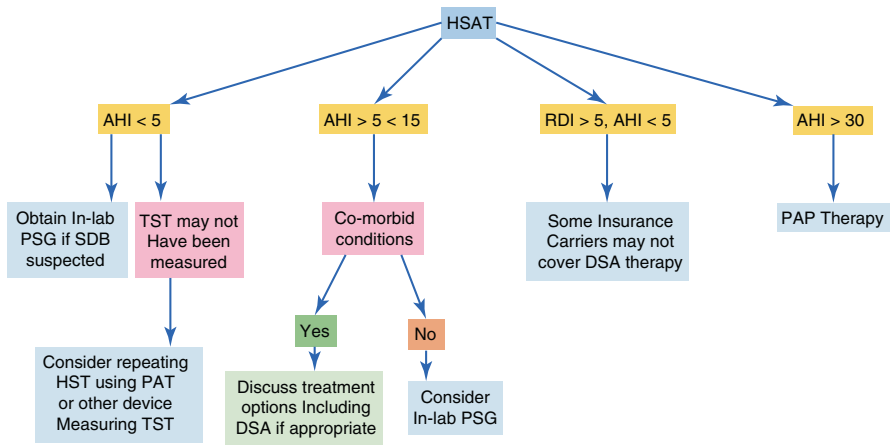 HSAT
AHI < 5
AHI > 5 < 15
RDI > 5, AHI < 5
AHI > 30
Obtain In-lab
PSG if SDB
suspected
TST may not
Have been
measured
Co-morbid
conditions
Some Insurance
Carriers may not
cover DSA therapy
PAP Therapy
Yes
No
Consider repeating
HST using PAT
or other device
Measuring TST
Discuss treatment
options Including
DSA if appropriate
Consider
In-lab PSG